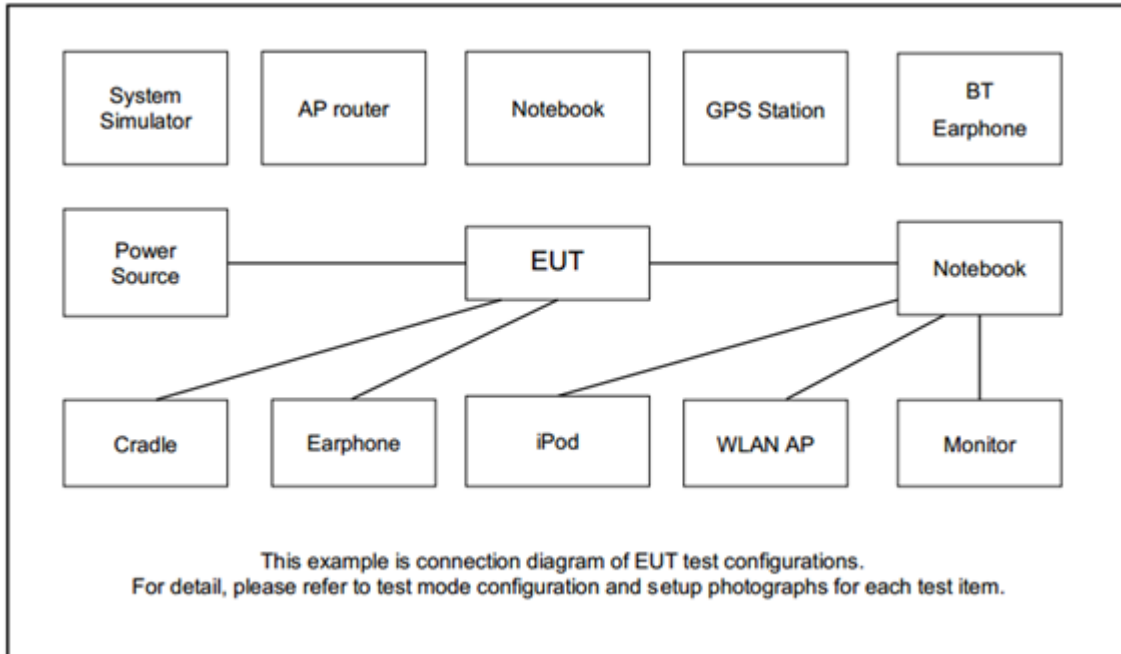 System
Simulator
AP router
Notebook
GPS Station
BT
Earphone
Power
Source
EUT
Notebook
Cradle
Earphone
iPod
WLAN AP
Monitor
This example is connection diagram of EUT test configurations.
For detail, please refer to test mode configuration and setup photographs for each test item.